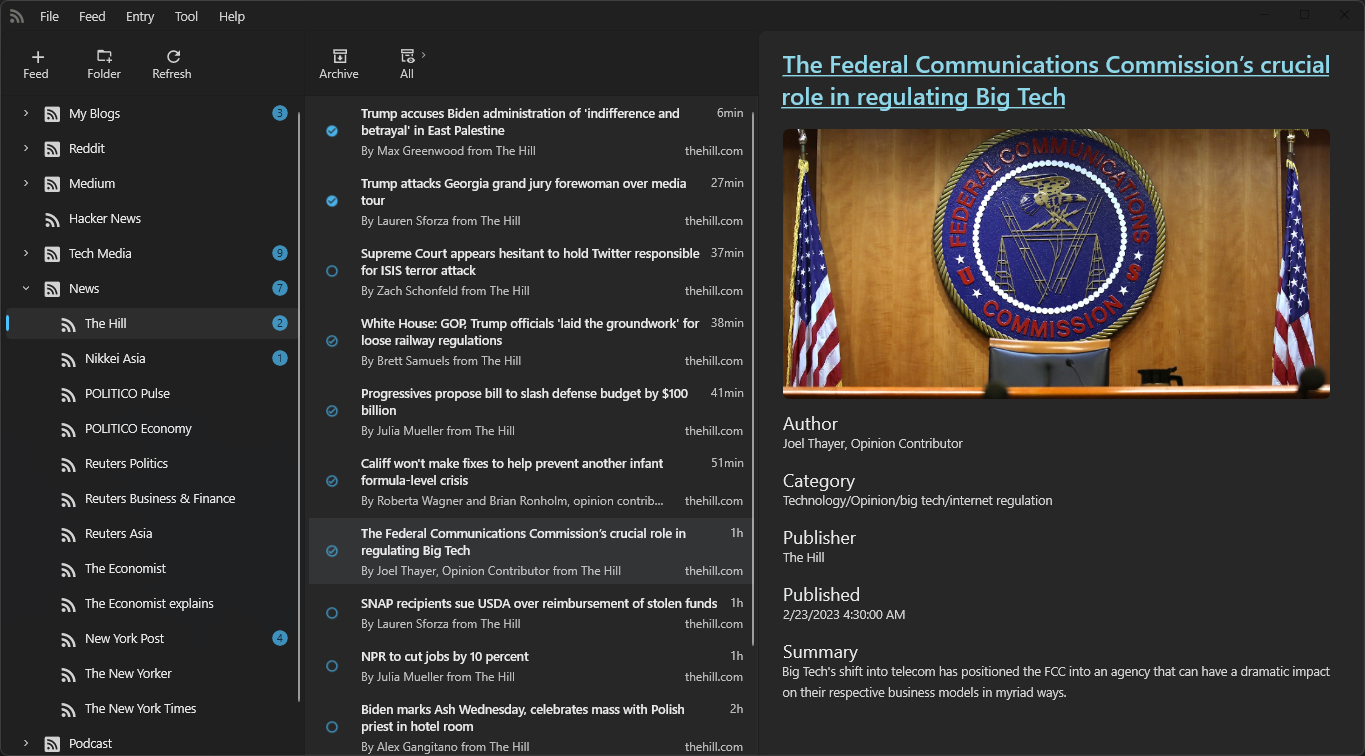 File Feed Entry Tool Help
Feed Folder Refresh
My Blogs 3
Reddit
Medium
Hacker News
Tech Media 9
News 7
The Hill 2
Nikkei Asia 1
POLITICO Pulse
POLITICO Economy
Reuters Politics
Reuters Business & Finance
Reuters Asia
The Economist
The Economist explains
New York Post 4
The New Yorker
The New York Times
Podcast
Archive All
Trump accuses Biden administration of 'indifference and 6min
betrayal' in East Palestine
By Max Greenwood from The Hill thehill.com
Trump attacks Georgia grand jury forewoman over media 27min
tour
By Lauren Sforza from The Hill thehill.com
Supreme Court appears hesitant to hold Twitter responsible 37min
for ISIS terror attack
By Zach Schonfeld from The Hill thehill.com
White House: GOP, Trump officials 'laid the groundwork' for 38min
loose railway regulations
By Brett Samuels from The Hill thehill.com
Progressives propose bill to slash defense budget by $100 41min
billion
By Julia Mueller from The Hill thehill.com
Califf won't make fixes to help prevent another infant 51min
formula-level crisis
By Roberta Wagner and Brian Ronholm, opinion contrib... thehill.com
The Federal Communications Commission’s crucial role in 1h
regulating Big Tech
By Joel Thayer, Opinion Contributor from The Hill thehill.com
SNAP recipients sue USDA over reimbursement of stolen funds 1h
By Lauren Sforza from The Hill thehill.com
NPR to cut jobs by 10 percent 1h
By Julia Mueller from The Hill thehill.com
Biden marks Ash Wednesday, celebrates mass with Polish 2h
priest in hotel room
By Alex Gangitano from The Hill thehill.com
The Federal Communications Commission’s crucial
role in regulating Big Tech
FEDERAL COMMUNICATIONS
U S
COMMISSION
Author
Joel Thayer, Opinion Contributor
Category
Technology/Opinion/big tech/internet regulation
Publisher
The Hill
Published
2/23/2023 4:30:00 AM
Summary
Big Tech's shift into telecom has positioned the FCC into an agency that can have a dramatic impact
on their respective business models in myriad ways.